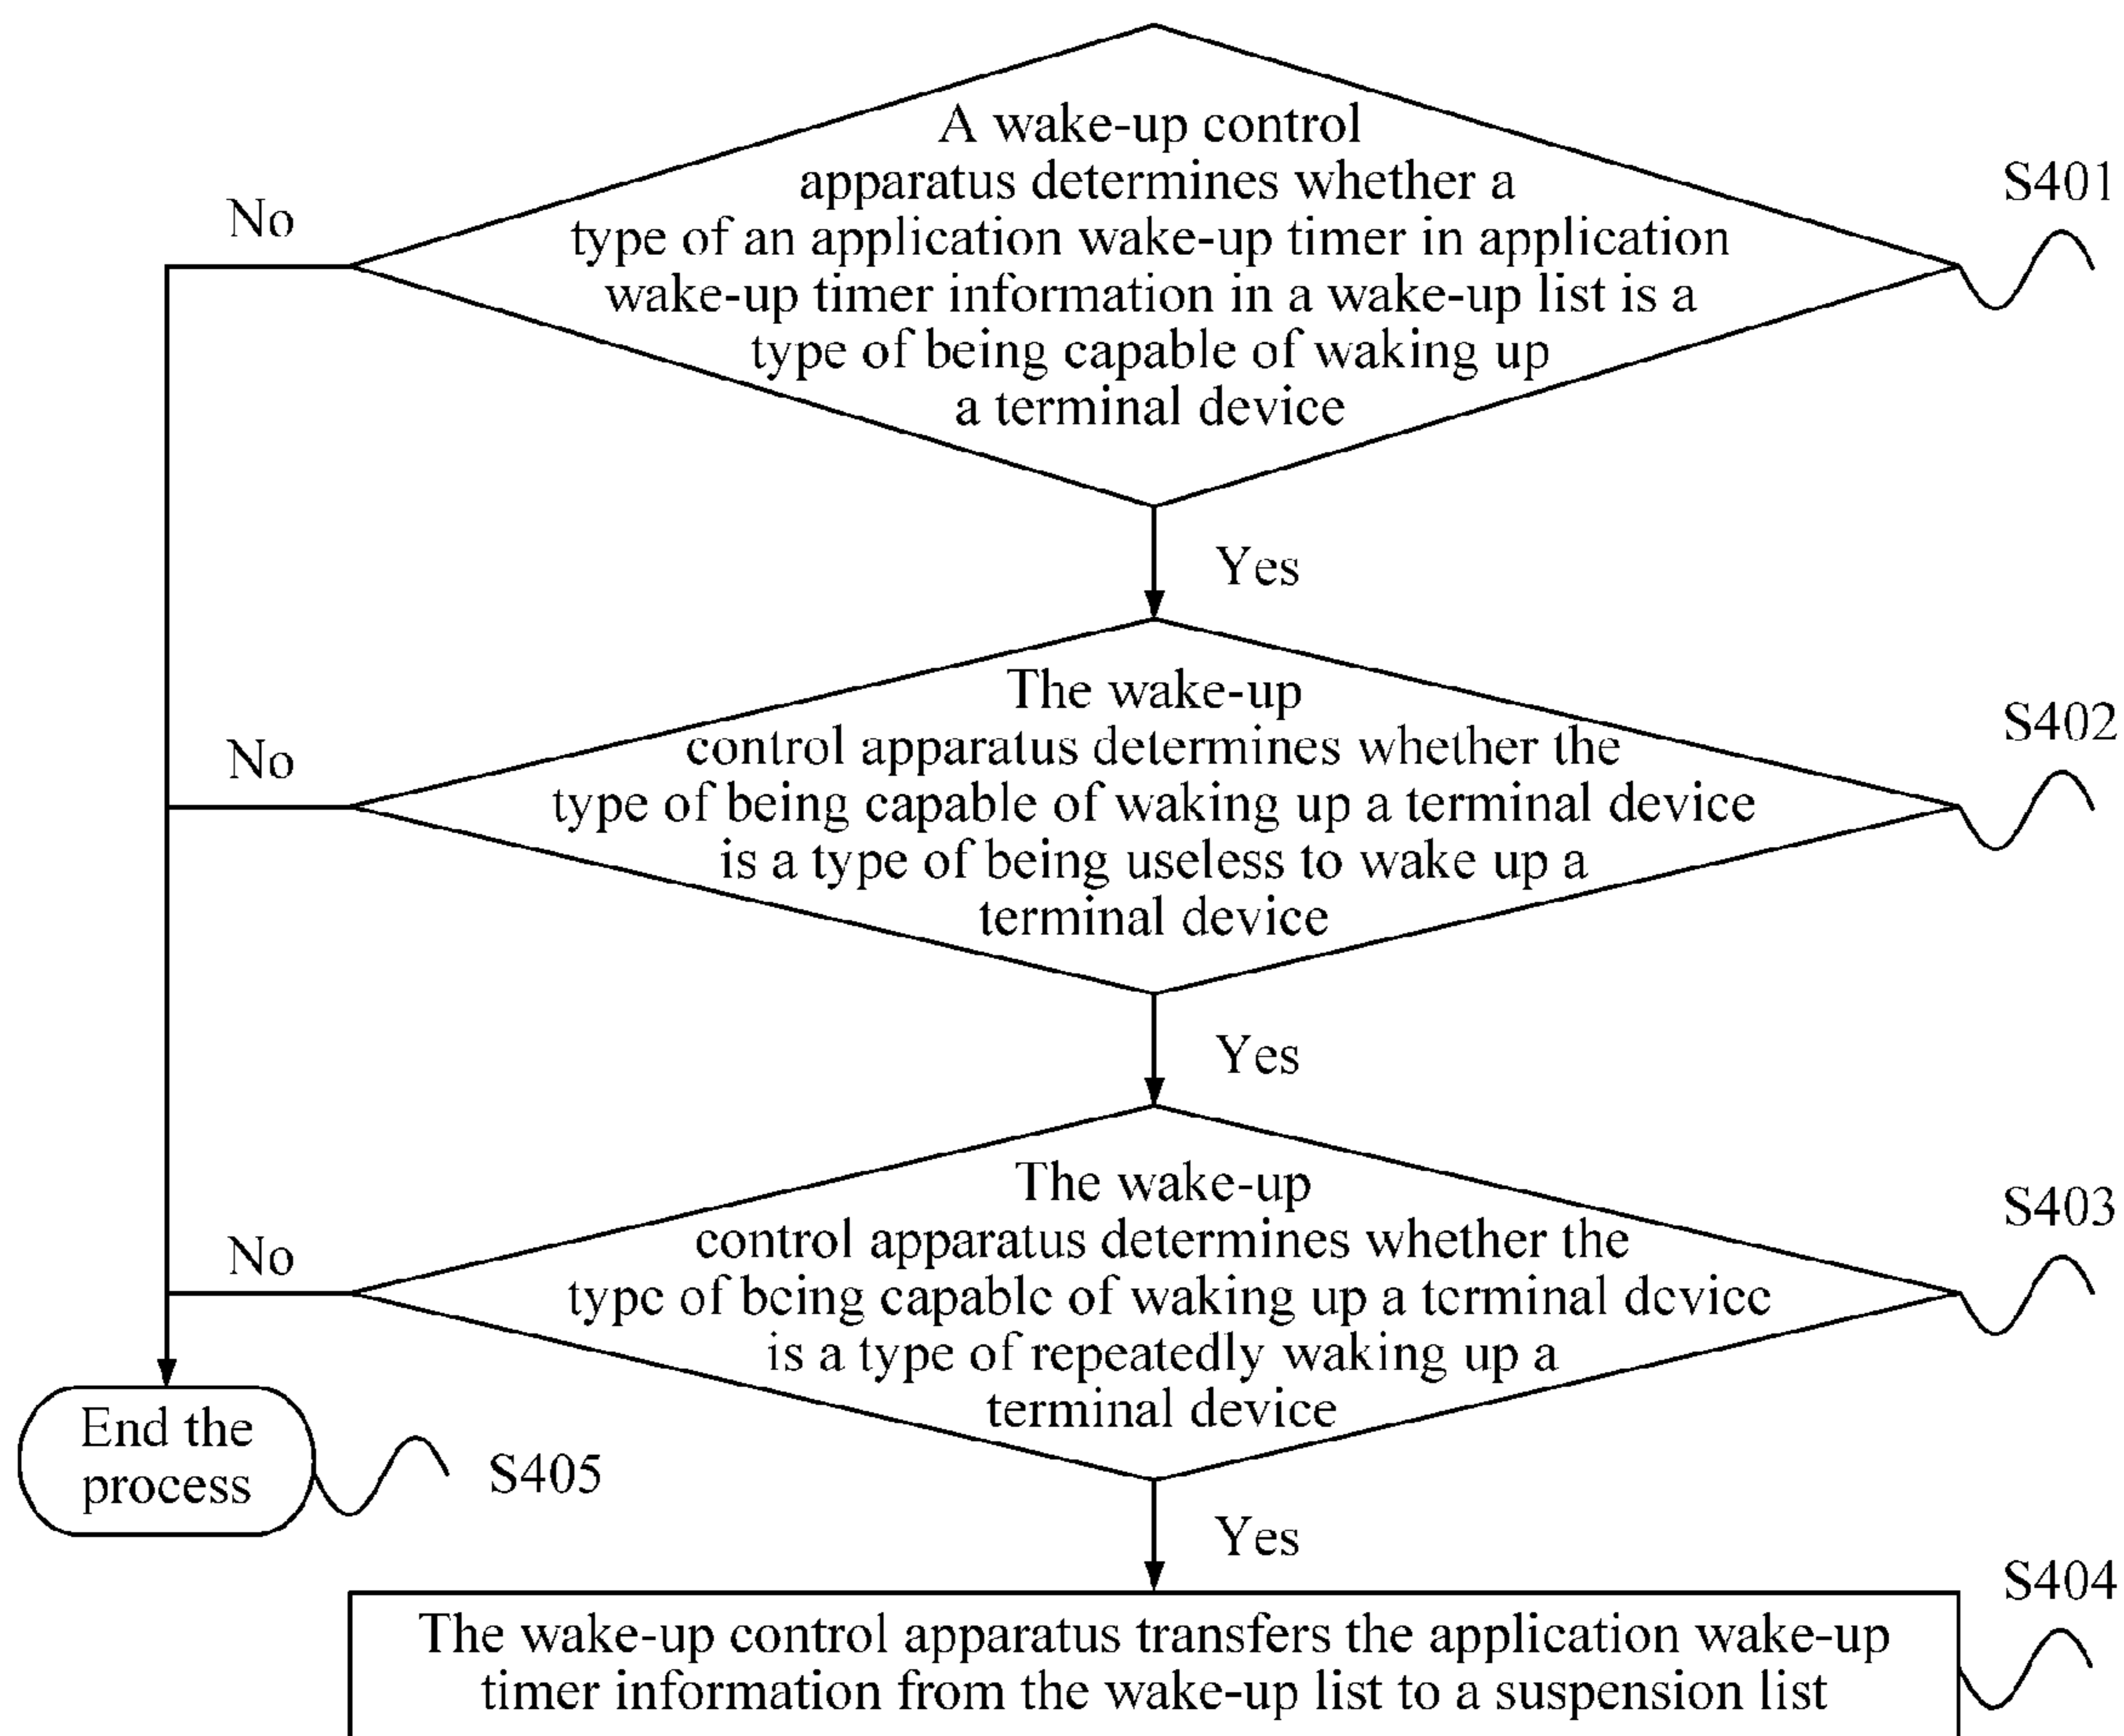 A wake-up control
apparatus determines whether a
type of an application wake-up timer in application
wake-up timer information in a wake-up list is a
type of being capable of waking up
a terminal device
S401
No
Yes
The wake-up
control apparatus determines whether the
type of being capable of waking up a terminal device
is a type of being useless to wake up a
terminal device
S402
No
Yes
The wake-up
control apparatus determines whether the
type of being capable of waking up a terminal device
is a type of repeatedly waking up a
terminal device
S403
No
End the
process
S405
Yes
S404
The wake-up control apparatus transfers the application wake-up
timer information from the wake-up list to a suspension list